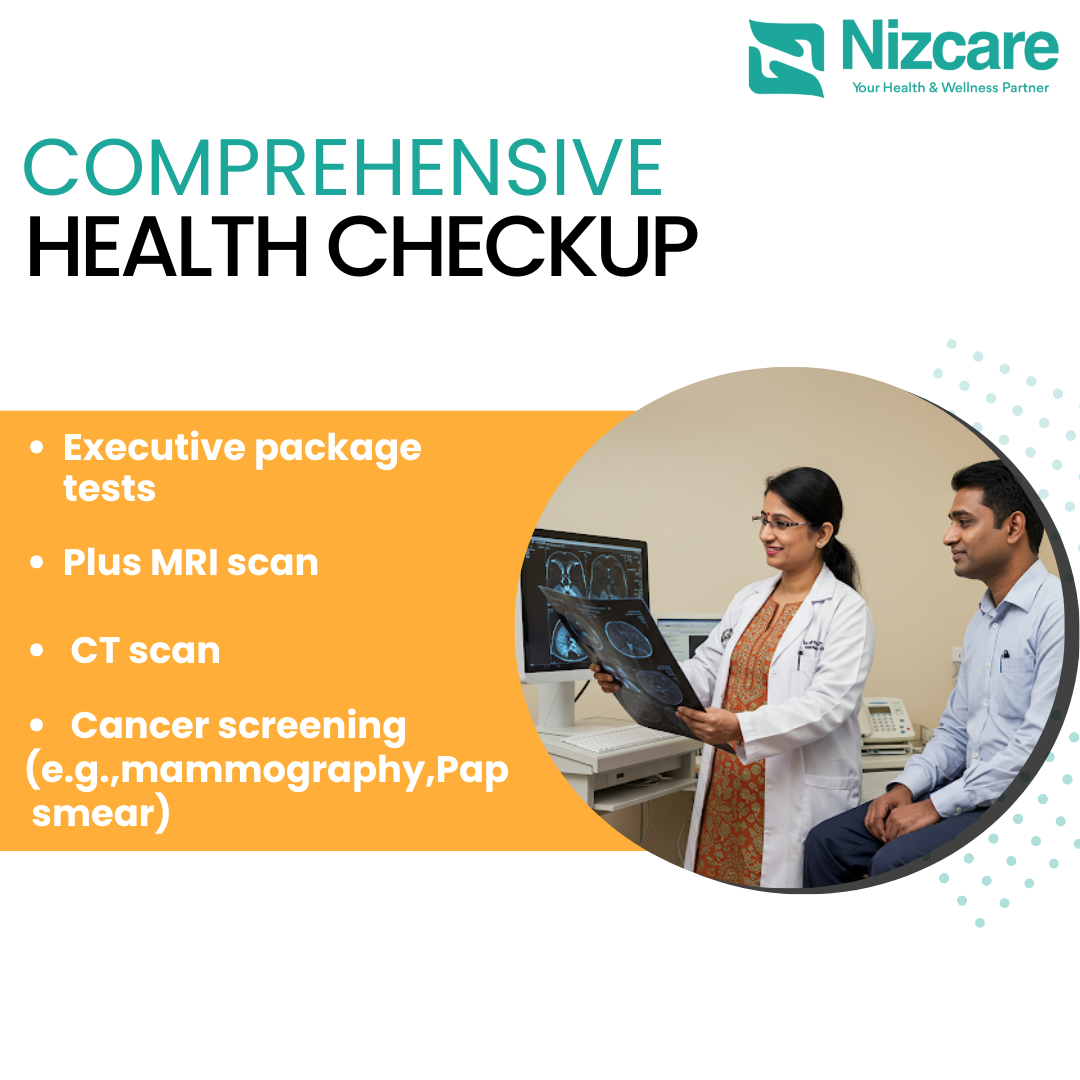 Nizcare
Your Health & Wellness Partner
COMPREHENSIVE
HEALTH CHECKUP
• Executive package
tests
• Plus MRI scan
• CT scan
• Cancer screening
(e.g.,mammography,Pap
smear)